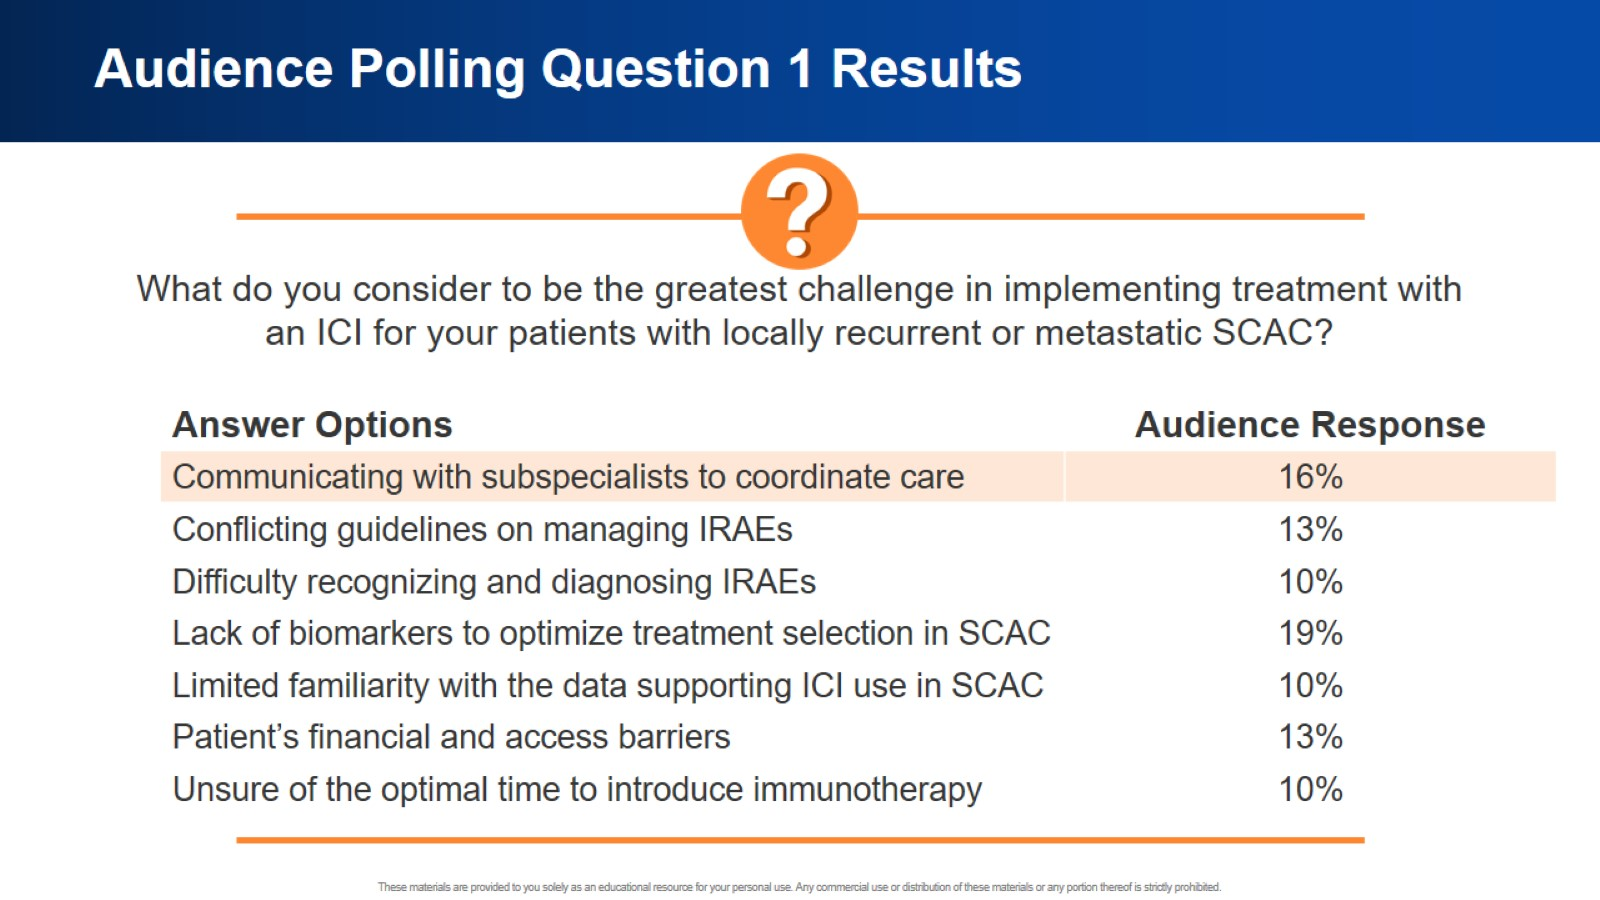 Audience Polling Question 1 Results
?
What do you consider to be the greatest challenge in implementing treatment with
an ICI for your patients with locally recurrent or metastatic SCAC?
Answer Options Audience Response
Communicating with subspecialists to coordinate care 16%
Conflicting guidelines on managing IRAEs 13%
Difficulty recognizing and diagnosing IRAEs 10%
Lack of biomarkers to optimize treatment selection in SCAC 19%
Limited familiarity with the data supporting ICI use in SCAC 10%
Patient’s financial and access barriers 13%
Unsure of the optimal time to introduce immunotherapy 10%
These materials are provided to you solely as an educational resource for your personal use. Any commercial use or distribution of these materials or any portion thereof is strictly prohibited.